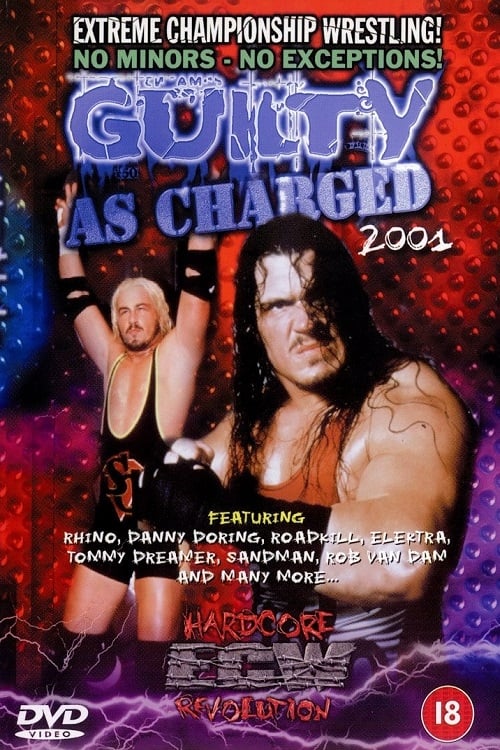 EXTREME CHAMPIONSHIP WRESTLING!
NO MINORS - NO EXCEPTIONS!
GUILTY
AS CHARGED
2001
FEATURING
RHINO, DANNY DORING, ROADKILL, ELEKTRA,
TOMMY DREAMER, SANDMAN, ROB VAN DAM
AND MANY MORE...
HARDCORE
ECW
REVOLUTION
DVD
VIDEO
18